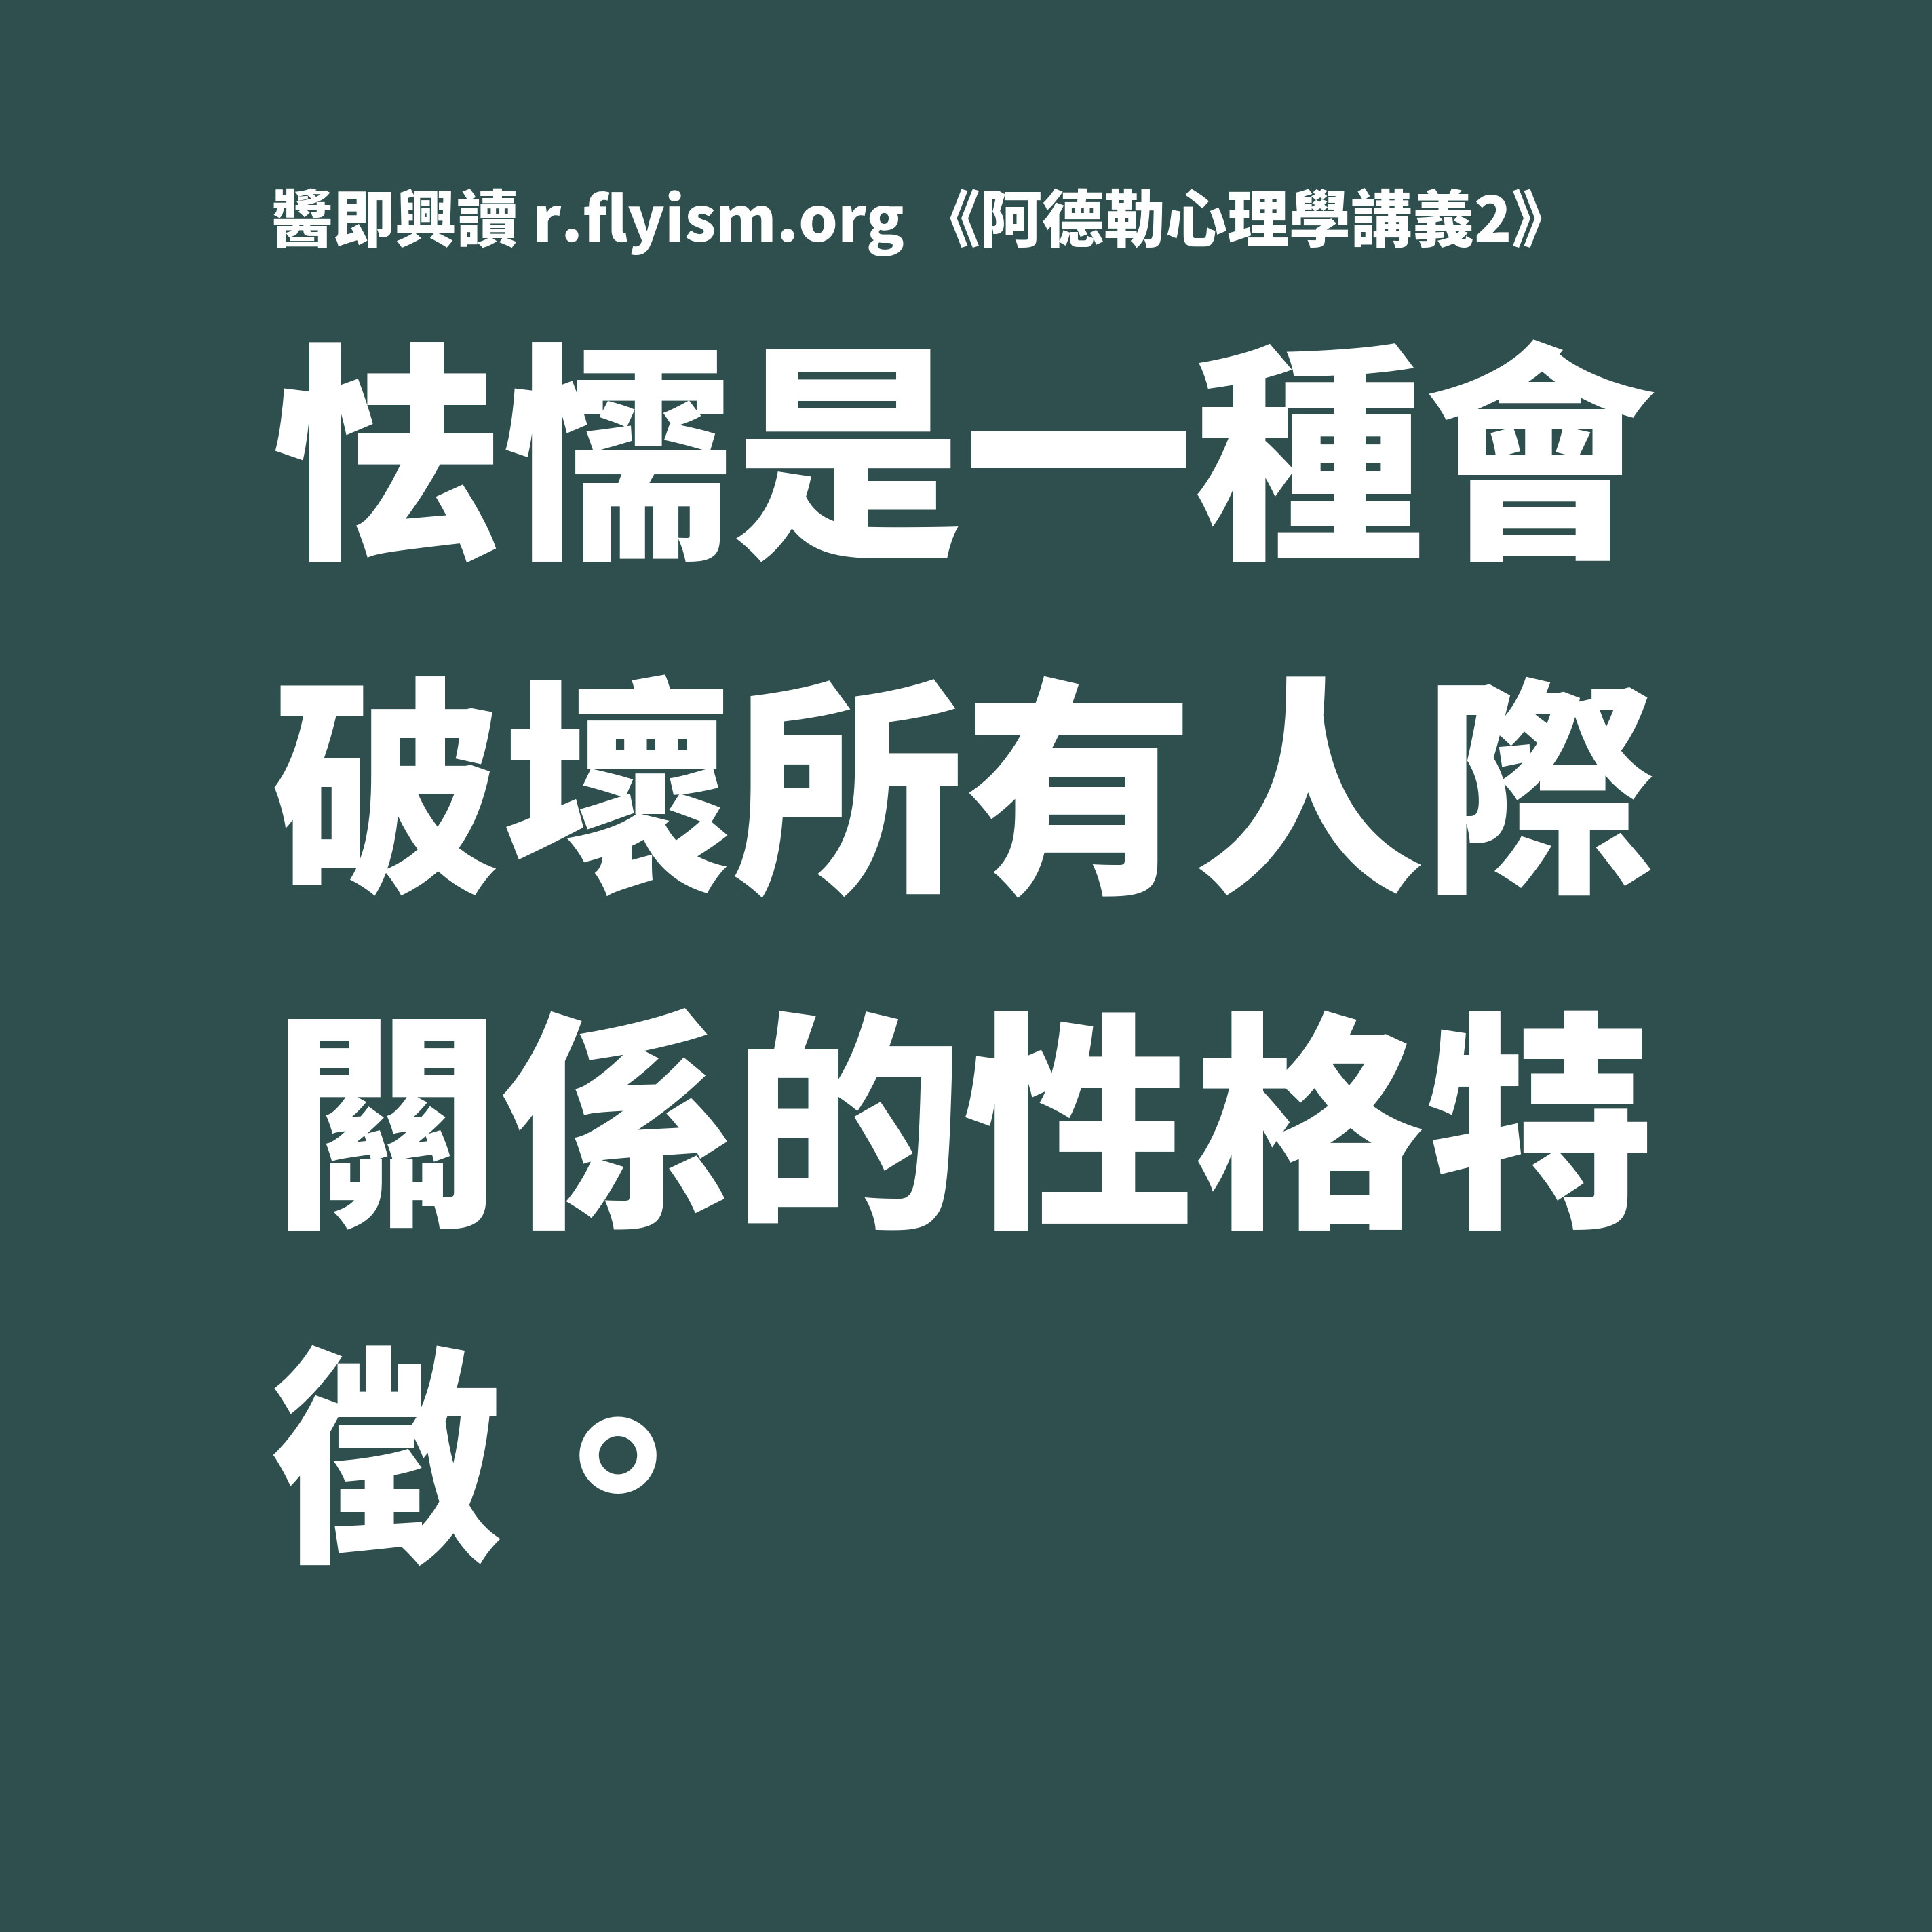 蟄即興讀 r.flyism.org 《阿德勒心理學講義2》
怯懦是一種會
破壞所有人際
關係的性格特
徵。